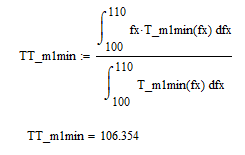 110
fx·T_m1min(fx) dfx
100
TT_m1min :=
110
T_m1min(fx) dfx
100
TT_m1min = 106.354